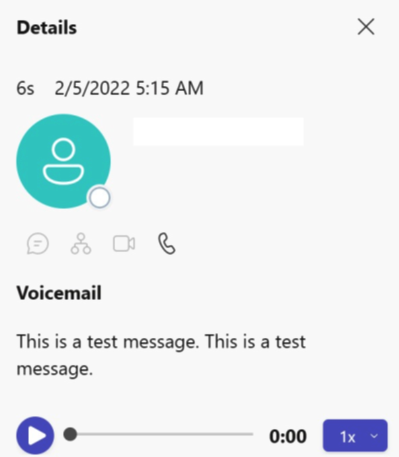 Details
6s 2/5/2022 5:15 AM
Voicemail
This is a test message. This is a test
message.
0:00 1x